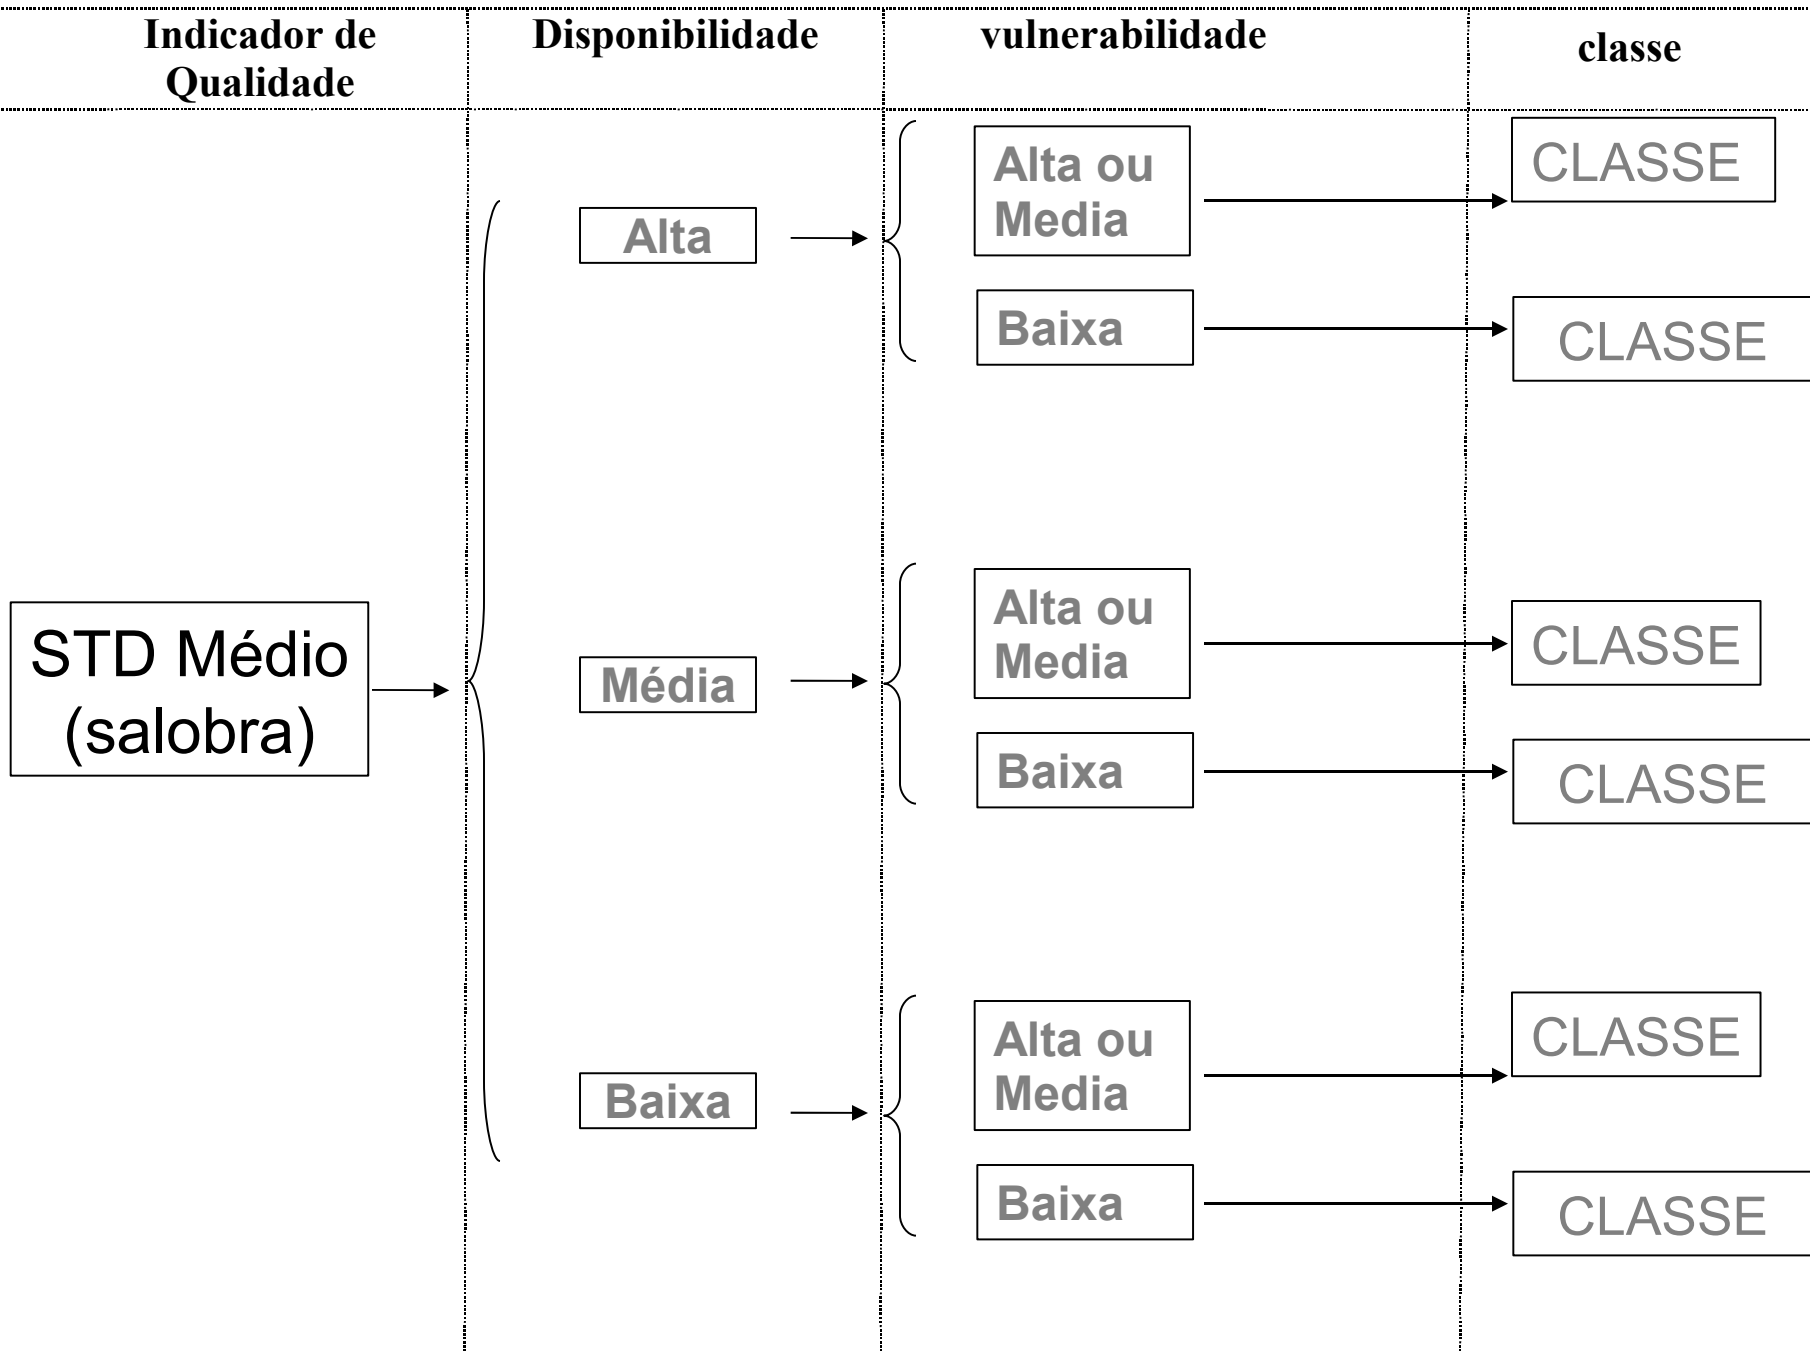 Indicador de
Qualidade
Disponibilidade
vulnerabilidade
classe
STD Médio
(salobra)
Alta
Alta ou
Media
CLASSE
Baixa
CLASSE
Média
Alta ou
Media
CLASSE
Baixa
CLASSE
Baixa
Alta ou
Media
CLASSE
Baixa
CLASSE